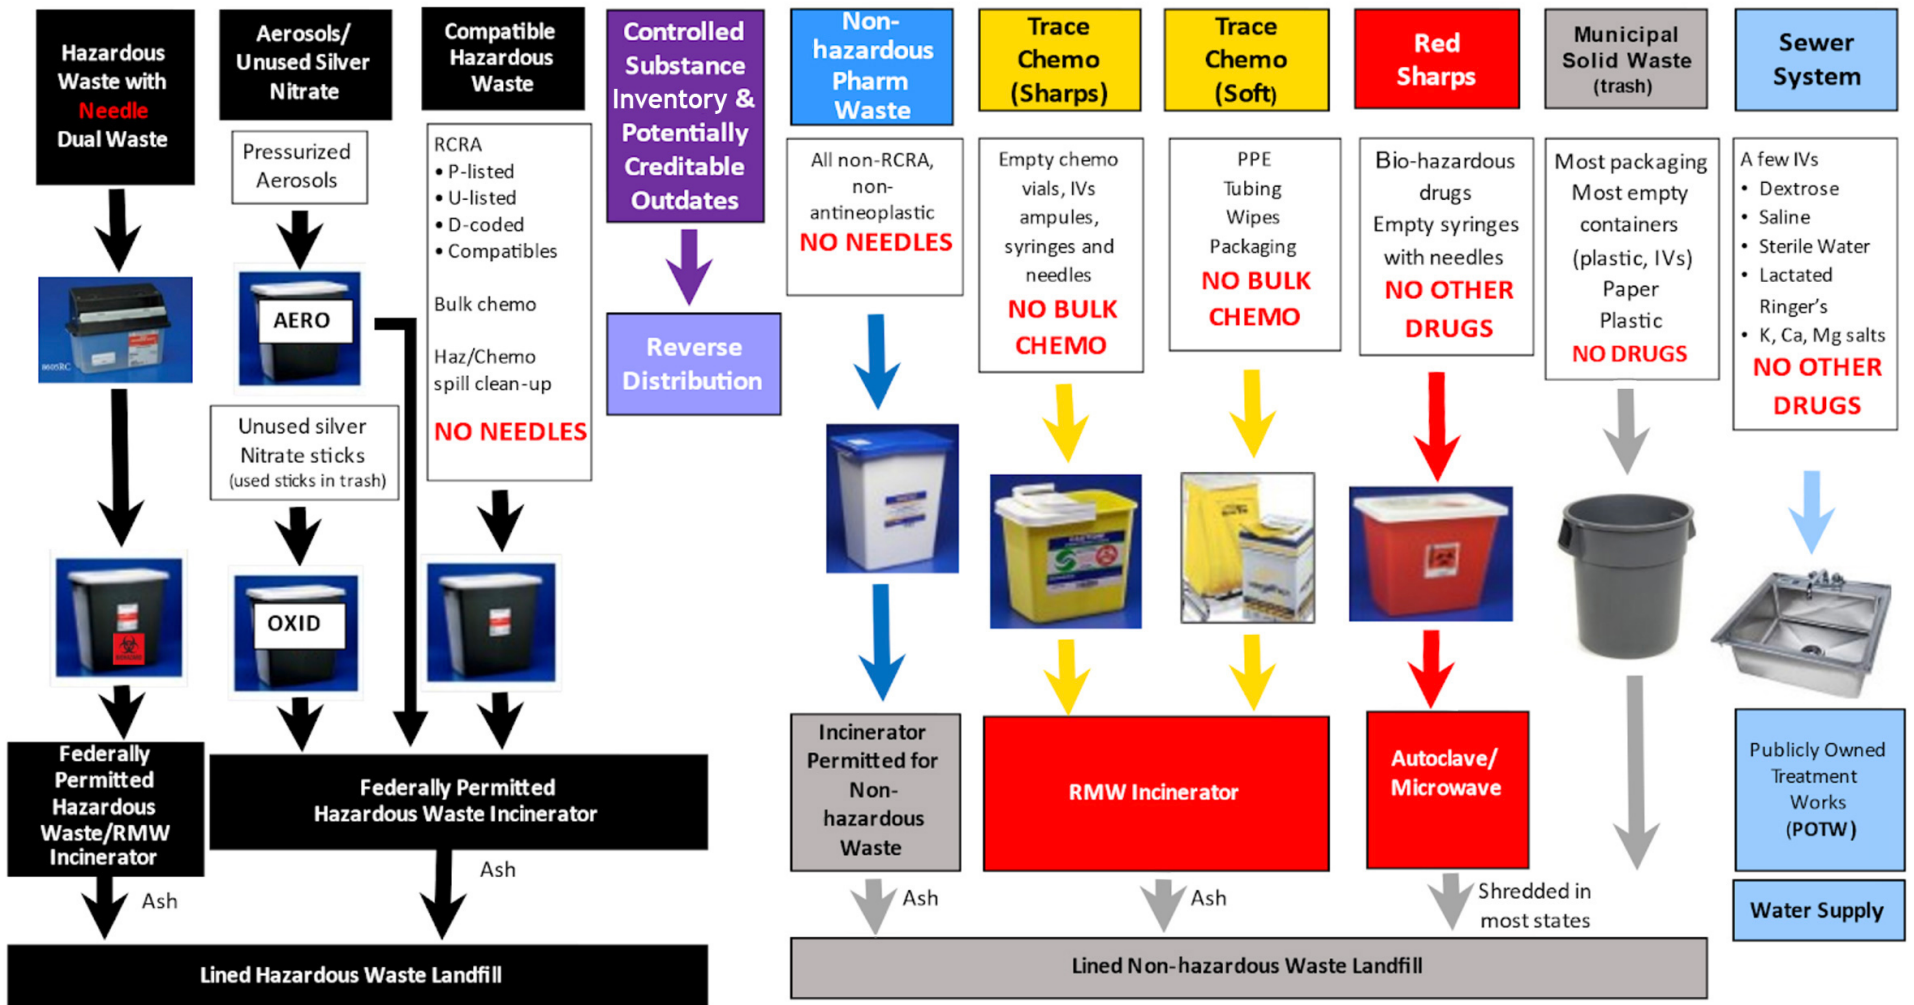 Hazardous
Waste with
Needle
Dual Waste
8605RC
Federally
Permitted
Hazardous
Waste/RMW
Incinerator
Ash
Aerosols/
Unused Silver
Nitrate
Pressurized
Aerosols
AERO
Unused silver
Nitrate sticks
(used sticks in trash)
OXID
Compatible
Hazardous
Waste
RCRA
• P-listed
• U-listed
• D-coded
• Compatibles
Bulk chemo
Haz/Chemo
spill clean-up
NO NEEDLES
Federally Permitted
Hazardous Waste Incinerator
Ash
Lined Hazardous Waste Landfill
Controlled
Substance
Inventory &
Potentially
Creditable
Outdates
Reverse
Distribution
Non-
hazardous
Pharm
Waste
All non-RCRA,
non-
antineoplastic
NO NEEDLES
Incinerator
Permitted for
Non-
hazardous
Waste
Ash
Trace
Chemo
(Sharps)
Empty chemo
vials, IVs
ampules,
syringes and
needles
NO BULK
CHEMO
Trace
Chemo
(Soft)
PPE
Tubing
Wipes
Packaging
NO BULK
CHEMO
RMW Incinerator
Ash
Red
Sharps
Bio-hazardous
drugs
Empty syringes
with needles
NO OTHER
DRUGS
Autoclave/
Microwave
Shredded in
most states
Municipal
Solid Waste
(trash)
Most packaging
Most empty
containers
(plastic, IVs)
Paper
Plastic
NO DRUGS
Lined Non-hazardous Waste Landfill
Sewer
System
A few IVs
• Dextrose
• Saline
• Sterile Water
• Lactated
Ringer's
• K, Ca, Mg salts
NO OTHER
DRUGS
Publicly Owned
Treatment
Works
(POTW)
Water Supply